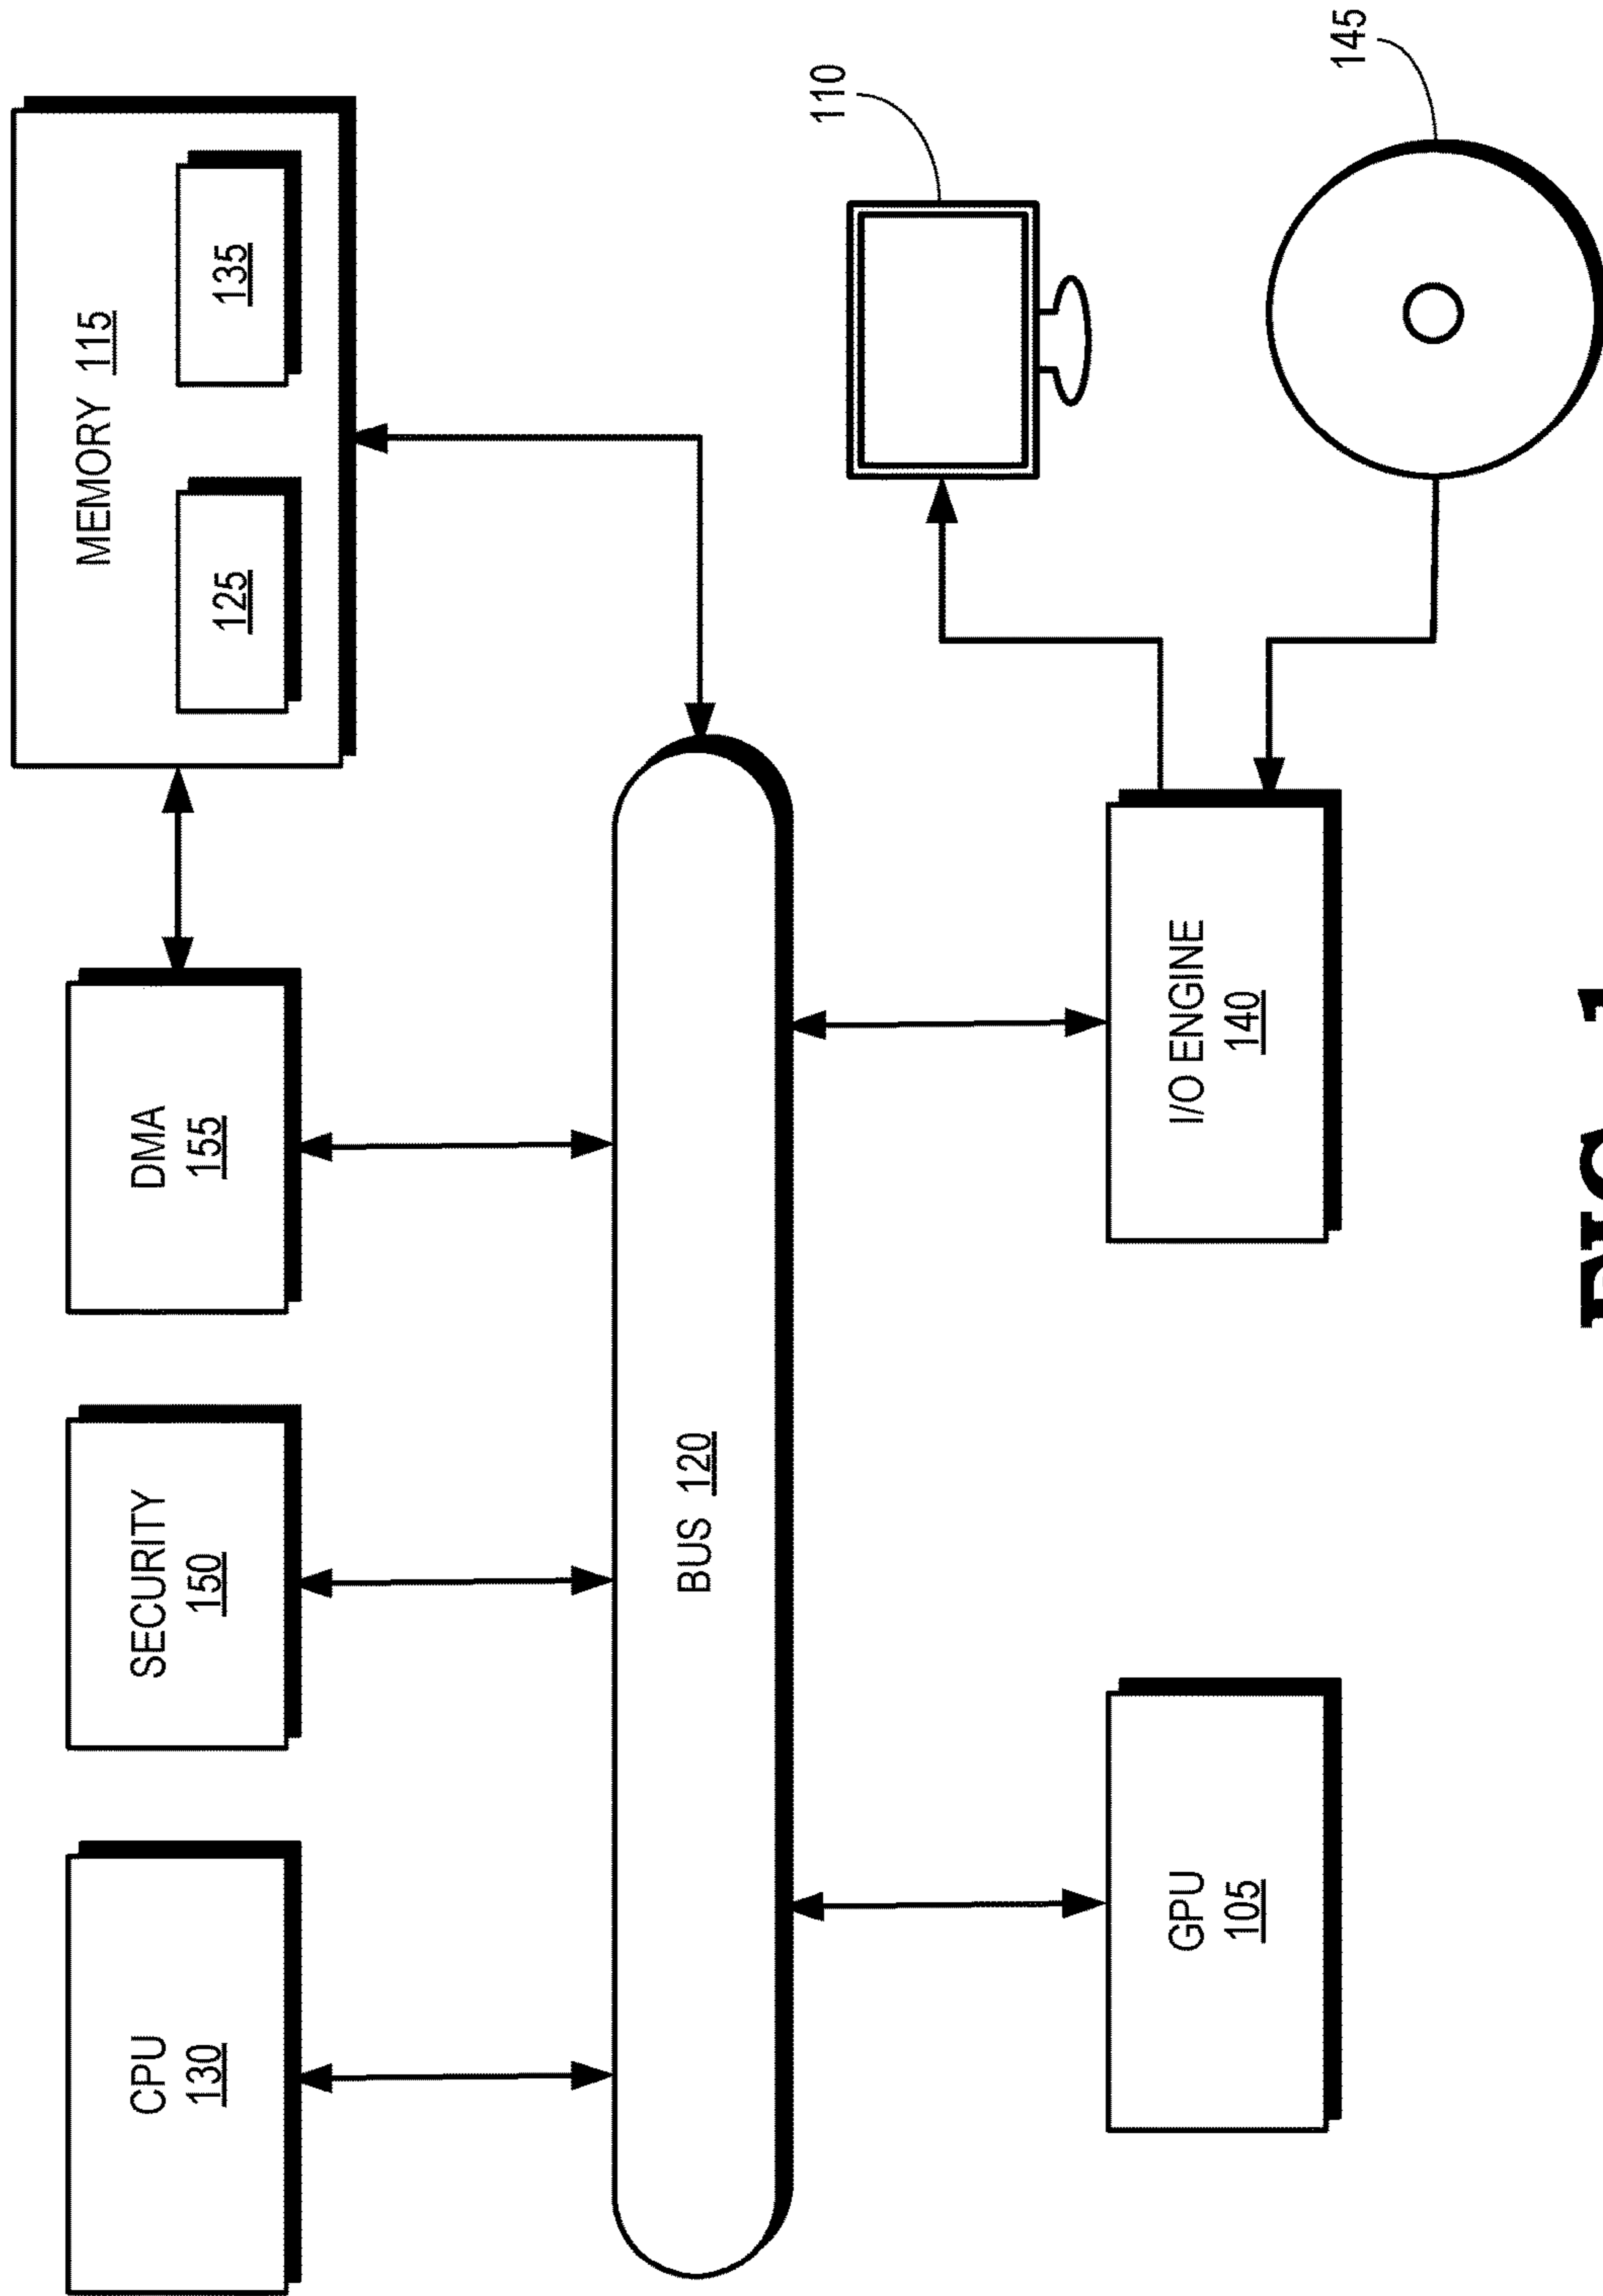 CPU
130
SECURITY
150
DMA
155
MEMORY 115
125
135
BUS 120
GPU
105
I/O ENGINE
140
110
145